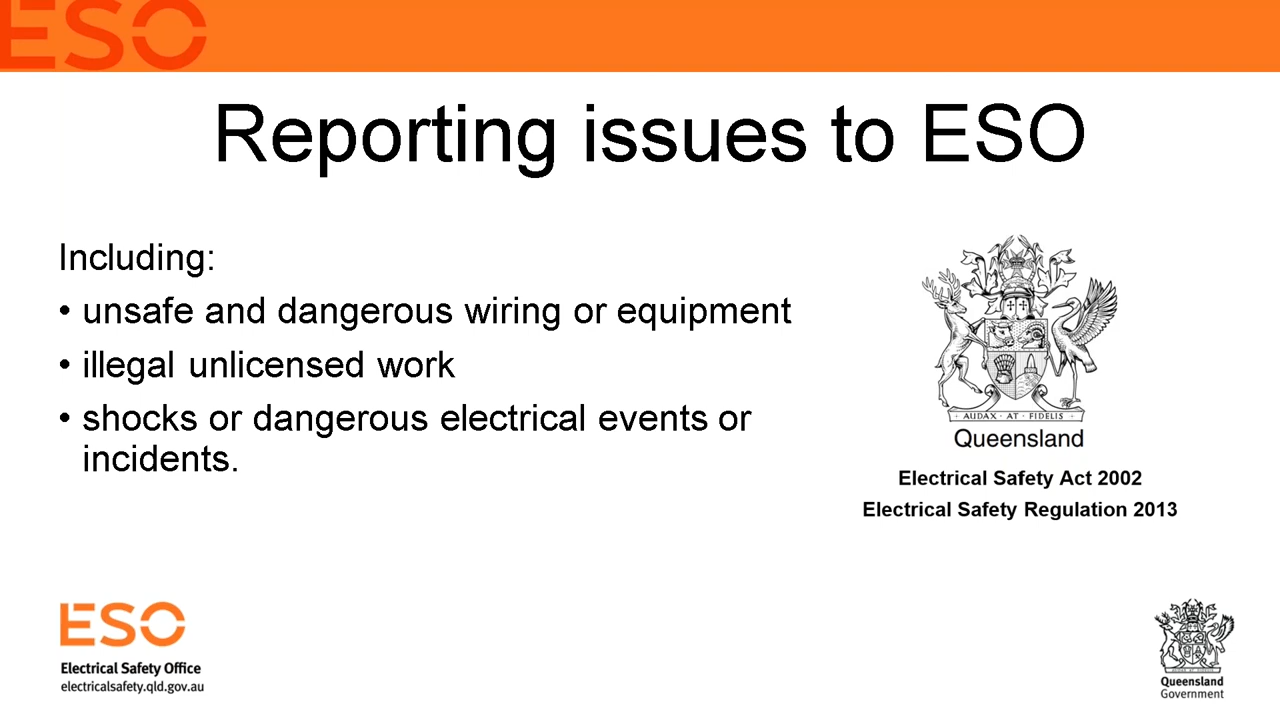 ESO
Reporting issues to ESO
Including:
• unsafe and dangerous wiring or equipment
• illegal unlicensed work
• shocks or dangerous electrical events or
incidents.
AUDAX · AT · FIDELIS
Queensland
Electrical Safety Act 2002
Electrical Safety Regulation 2013
ESO
Electrical Safety Office
electricalsafety.qld.gov.au
Queensland
Government